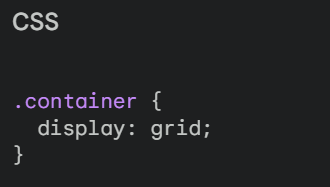 CSS
.container {
  display: grid;
}